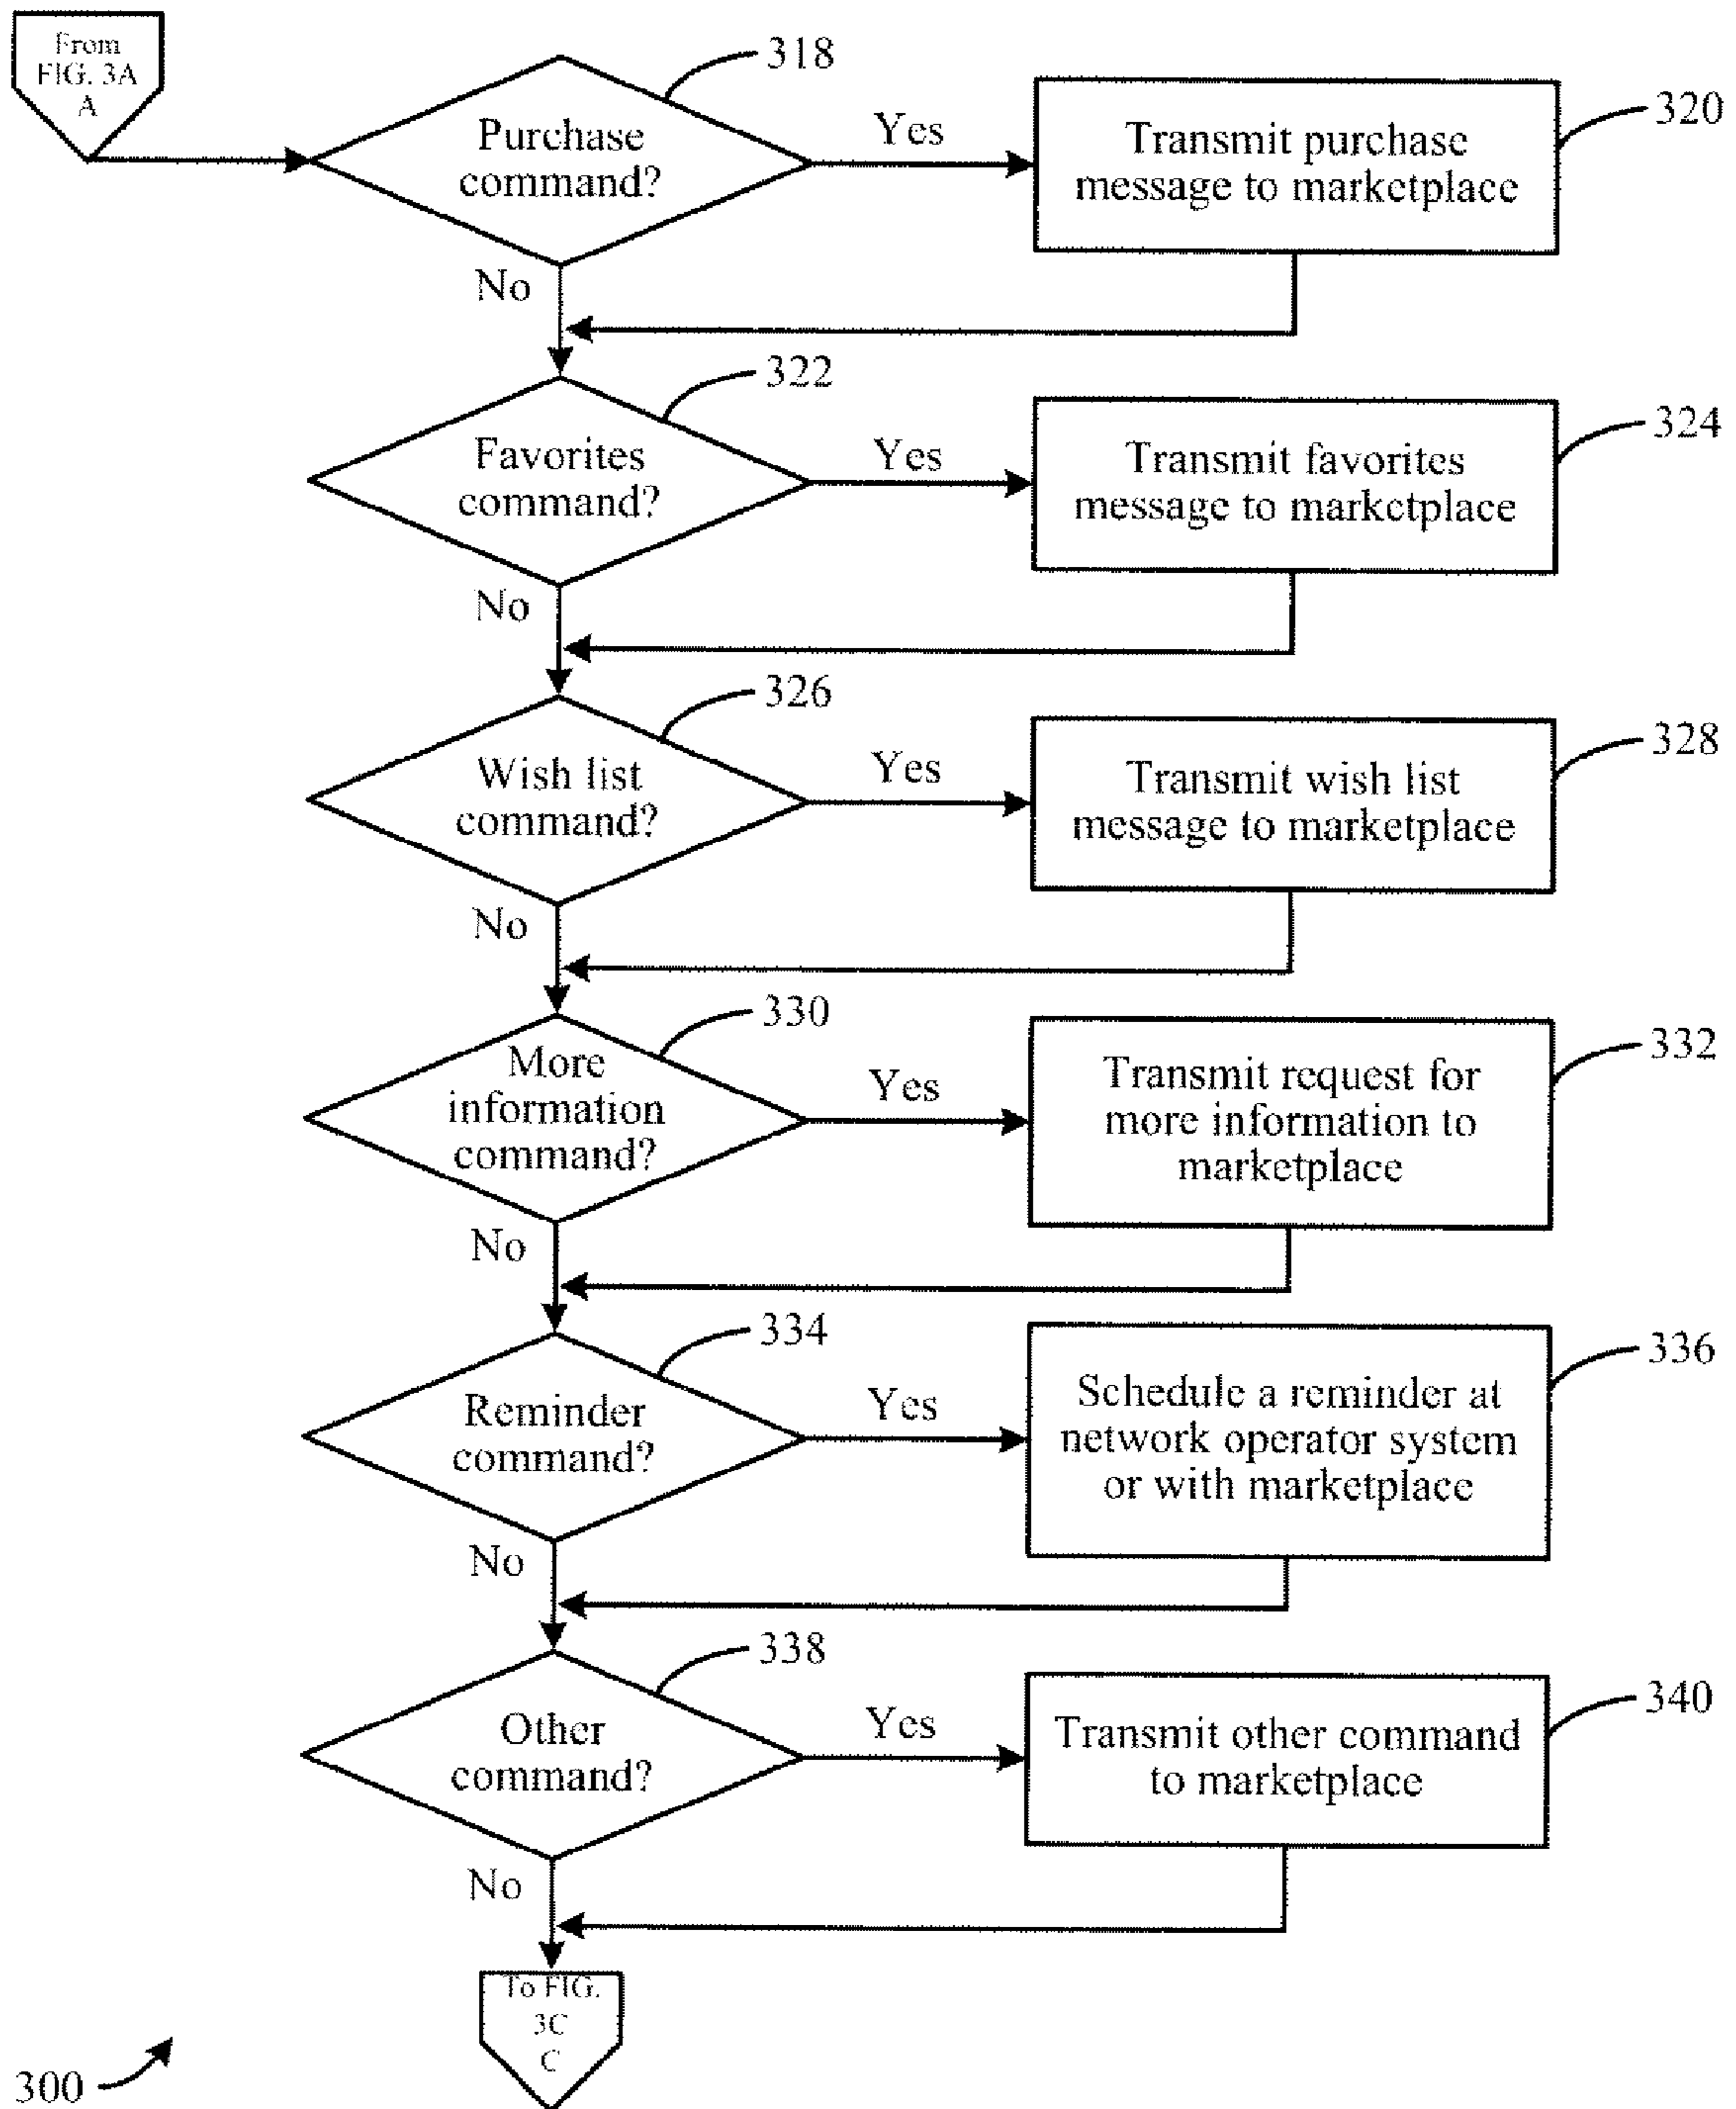 From
FIG. 3A
A
318
Purchase
command?
Yes
Transmit purchase
message to marketplace
320
No
322
Favorites
command?
Yes
Transmit favorites
message to marketplace
324
No
326
Wish list
command?
Yes
Transmit wish list
message to marketplace
328
No
330
More
information
command?
Yes
Transmit request for
more information to
marketplace
332
No
334
Reminder
command?
Yes
Schedule a reminder at
network operator system
or with marketplace
336
No
338
Other
command?
Yes
Transmit other command
to marketplace
340
No
To FIG.
3C
C
300